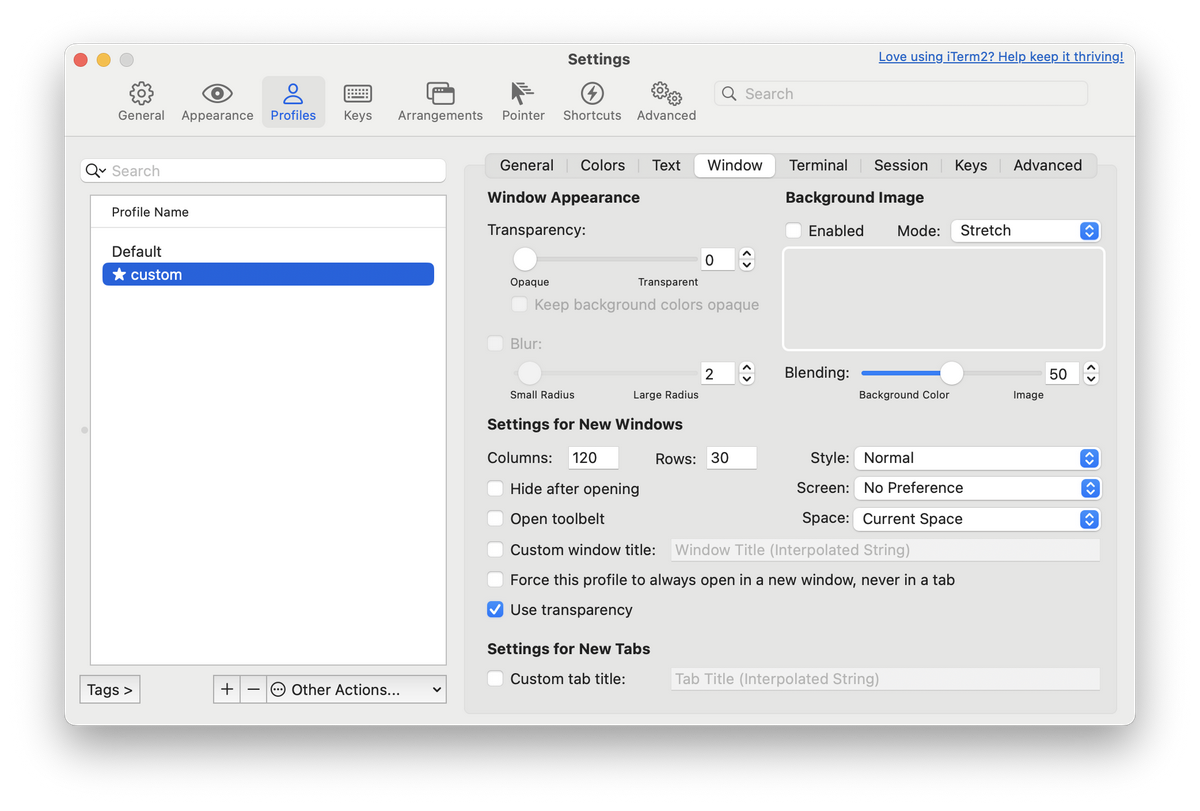 Settings
Love using iTerm2? Help keep it thriving!
General Appearance Profiles Keys Arrangements Pointer Shortcuts Advanced Search
Search
Profile Name
Default
custom
Tags > + − Other Actions...
General Colors Text Window Terminal Session Keys Advanced
Window Appearance
Transparency:
0
Opaque Transparent
Keep background colors opaque
Blur:
2
Small Radius Large Radius
Background Image
Enabled Mode: Stretch
Blending: 50
Background Color Image
Settings for New Windows
Columns: 120 Rows: 30 Style: Normal
Hide after opening Screen: No Preference
Open toolbelt Space: Current Space
Custom window title: Window Title (Interpolated String)
Force this profile to always open in a new window, never in a tab
Use transparency
Settings for New Tabs
Custom tab title: Tab Title (Interpolated String)